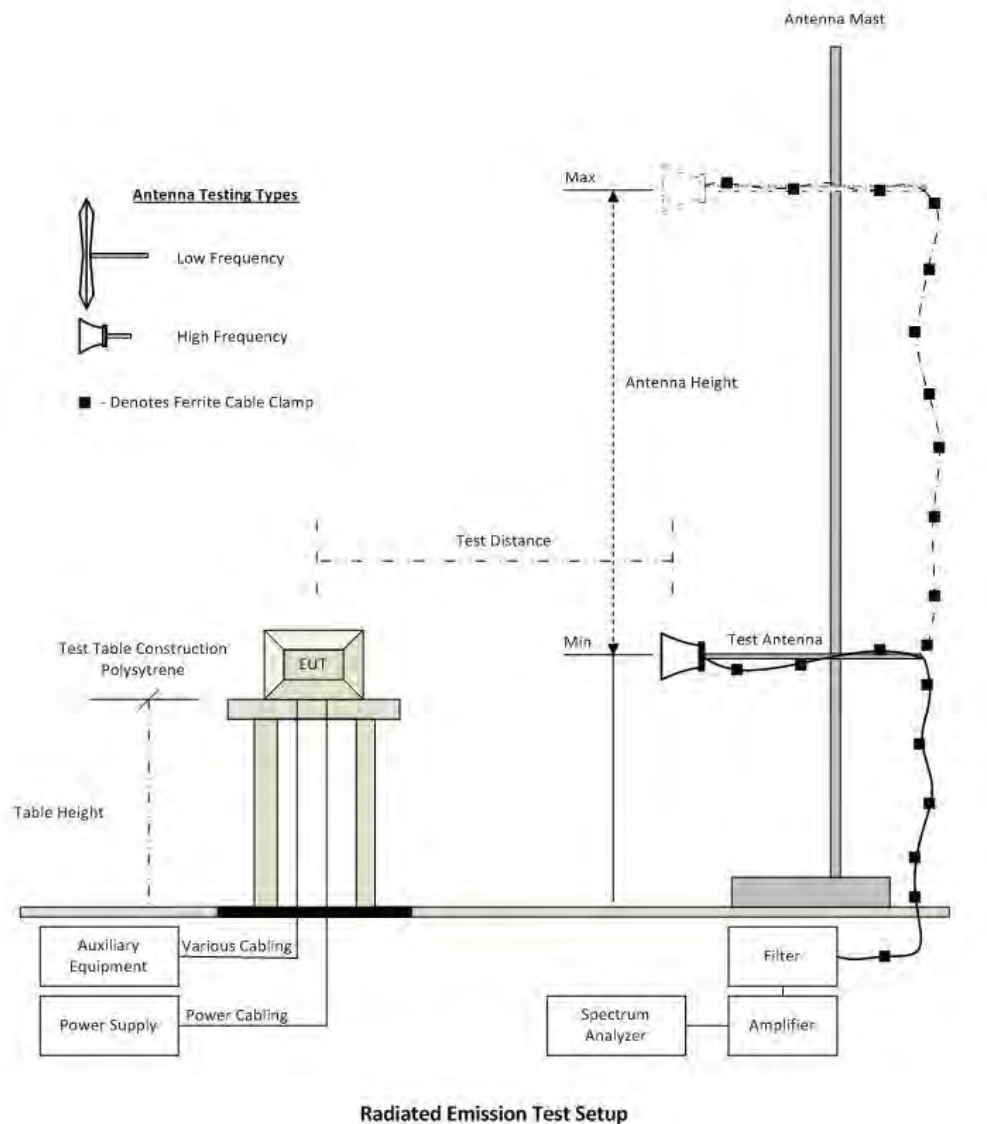 Antenna Mast
Max
Antenna Testing Types
Low Frequency
High Frequency
- Denotes Ferrite Cable Clamp
Antenna Height
Test Distance
Min
Test Antenna
Test Table Construction
Polysytrene
EUT
Table Height
Auxiliary
Equipment
Various Cabling
Filter
Power Supply
Power Cabling
Spectrum
Analyzer
Amplifier
Radiated Emission Test Setup